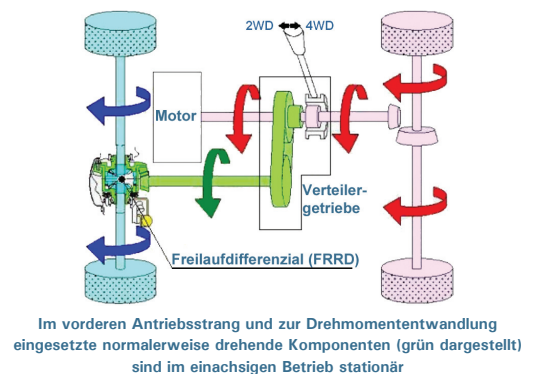 2WD 4WD
Motor
Verteiler-
getriebe
Freilaufdifferenzial (FRRD)
Im vorderen Antriebsstrang und zur Drehmomententwandlung
eingesetzte normalerweise drehende Komponenten (grün dargestellt)
sind im einachsigen Betrieb stationär